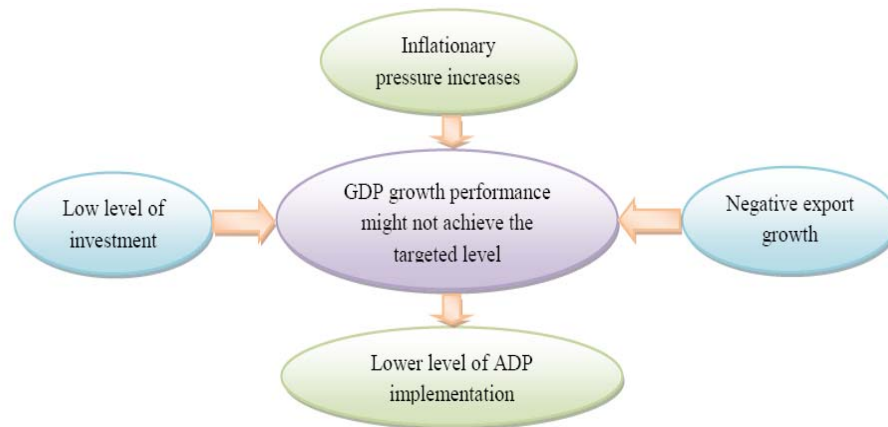 Inflationary
pressure increases
Low level of
investment
GDP growth performance
might not achieve the
targeted level
Negative export
growth
Lower level of ADP
implementation